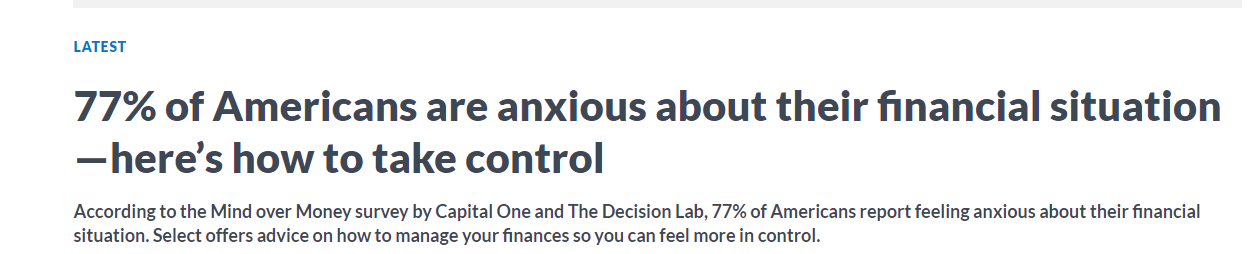 LATEST
77% of Americans are anxious about their financial situation
—here’s how to take control
According to the Mind over Money survey by Capital One and The Decision Lab, 77% of Americans report feeling anxious about their financial
situation. Select offers advice on how to manage your finances so you can feel more in control.